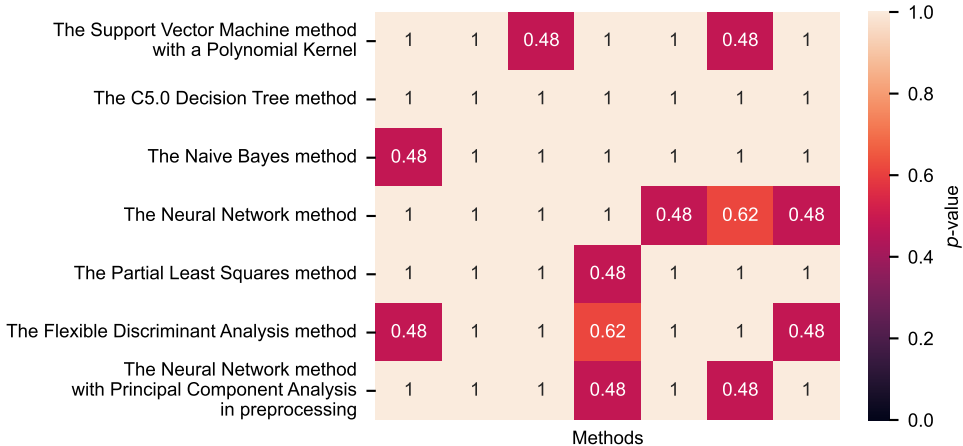 The Support Vector Machine method
with a Polynomial Kernel
1 1 0.48 1 1 0.48 1
The C5.0 Decision Tree method
1 1 1 1 1 1 1
The Naive Bayes method
0.48 1 1 1 1 1 1
The Neural Network method
1 1 1 1 0.48 0.62 0.48
The Partial Least Squares method
1 1 1 0.48 1 1 1
The Flexible Discriminant Analysis method
0.48 1 1 0.62 1 1 0.48
The Neural Network method
with Principal Component Analysis
in preprocessing
1 1 1 0.48 1 0.48 1
Methods
1.0
0.8
0.6
0.4
0.2
0.0
p-value